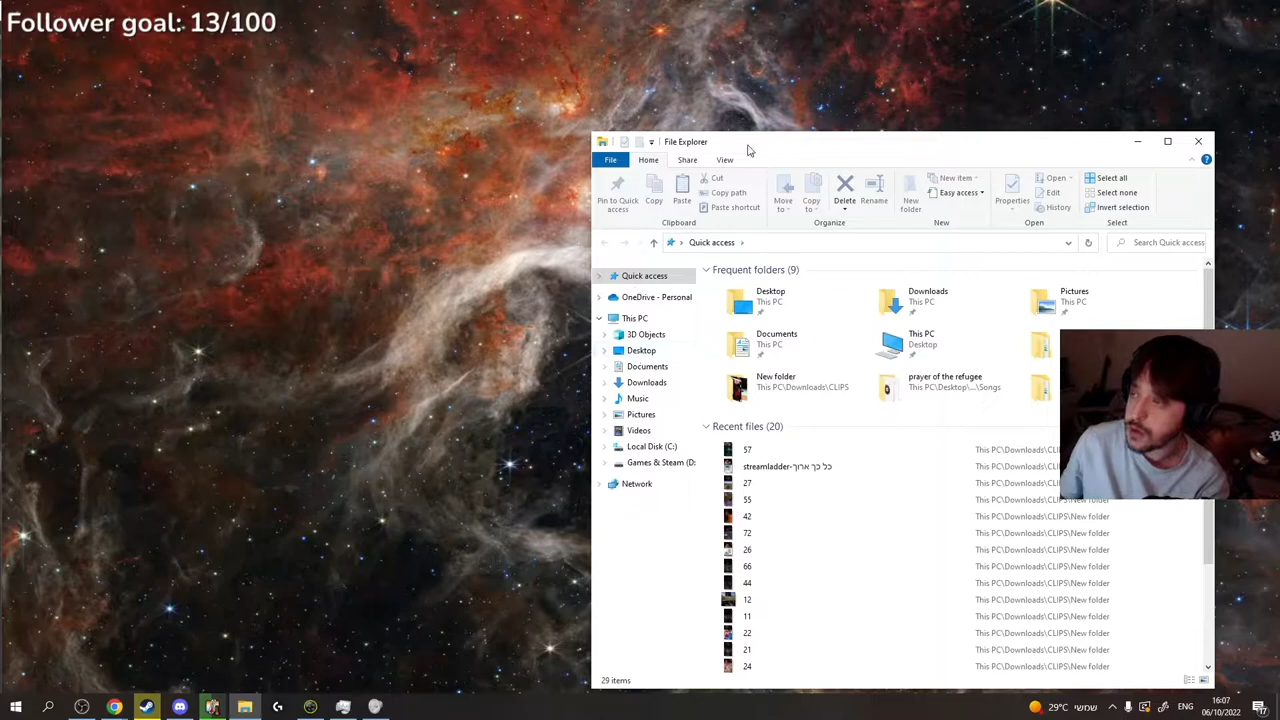 Follower goal: 13/100
File Explorer
File Home Share View
Pin to Quick access
Copy
Paste
Cut
Copy path
Paste shortcut
Clipboard
Move to
Copy to
Delete
Rename
Organize
New folder
New item
Easy access
New
Properties
Open
Edit
History
Open
Select all
Select none
Invert selection
Select
Quick access
Search Quick access
Quick access
OneDrive - Personal
This PC
3D Objects
Desktop
Documents
Downloads
Music
Pictures
Videos
Local Disk (C:)
Games & Steam (D:
Network
Frequent folders (9)
Desktop
This PC
Downloads
This PC
Pictures
This PC
Documents
This PC
This PC
Desktop
New folder
This PC\Downloads\CLIPS
prayer of the refugee
This PC\Desktop\...\Songs
Recent files (20)
57 This PC\Downloads\CLI
streamladder-כל כך ארוך This PC\Downloads\CLI
27 This PC\Downloads\CLI
55 This PC\Downloads\CLIPS\New folder
42 This PC\Downloads\CLIPS\New folder
72 This PC\Downloads\CLIPS\New folder
26 This PC\Downloads\CLIPS\New folder
66 This PC\Downloads\CLIPS\New folder
44 This PC\Downloads\CLIPS\New folder
12 This PC\Downloads\CLIPS\New folder
11 This PC\Downloads\CLIPS\New folder
22 This PC\Downloads\CLIPS\New folder
21 This PC\Downloads\CLIPS\New folder
24 This PC\Downloads\CLIPS\New folder
29 items
29°C שמשי
16:07
06/10/2022